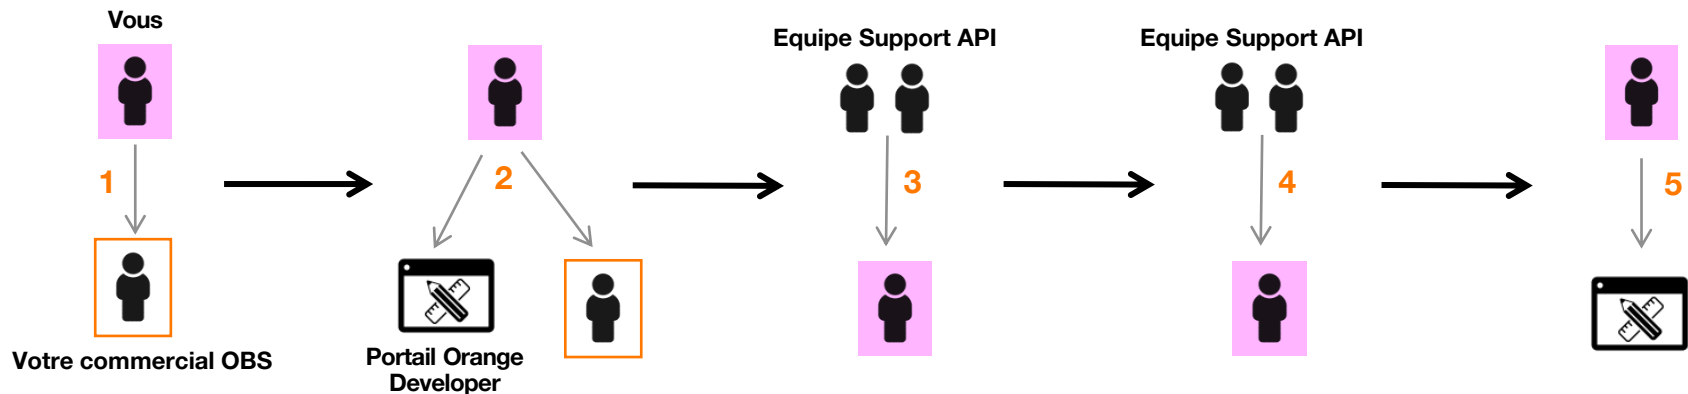 Vous
Equipe Support API
Equipe Support API
1
2
3
4
5
Votre commercial OBS
Portail Orange
Developer